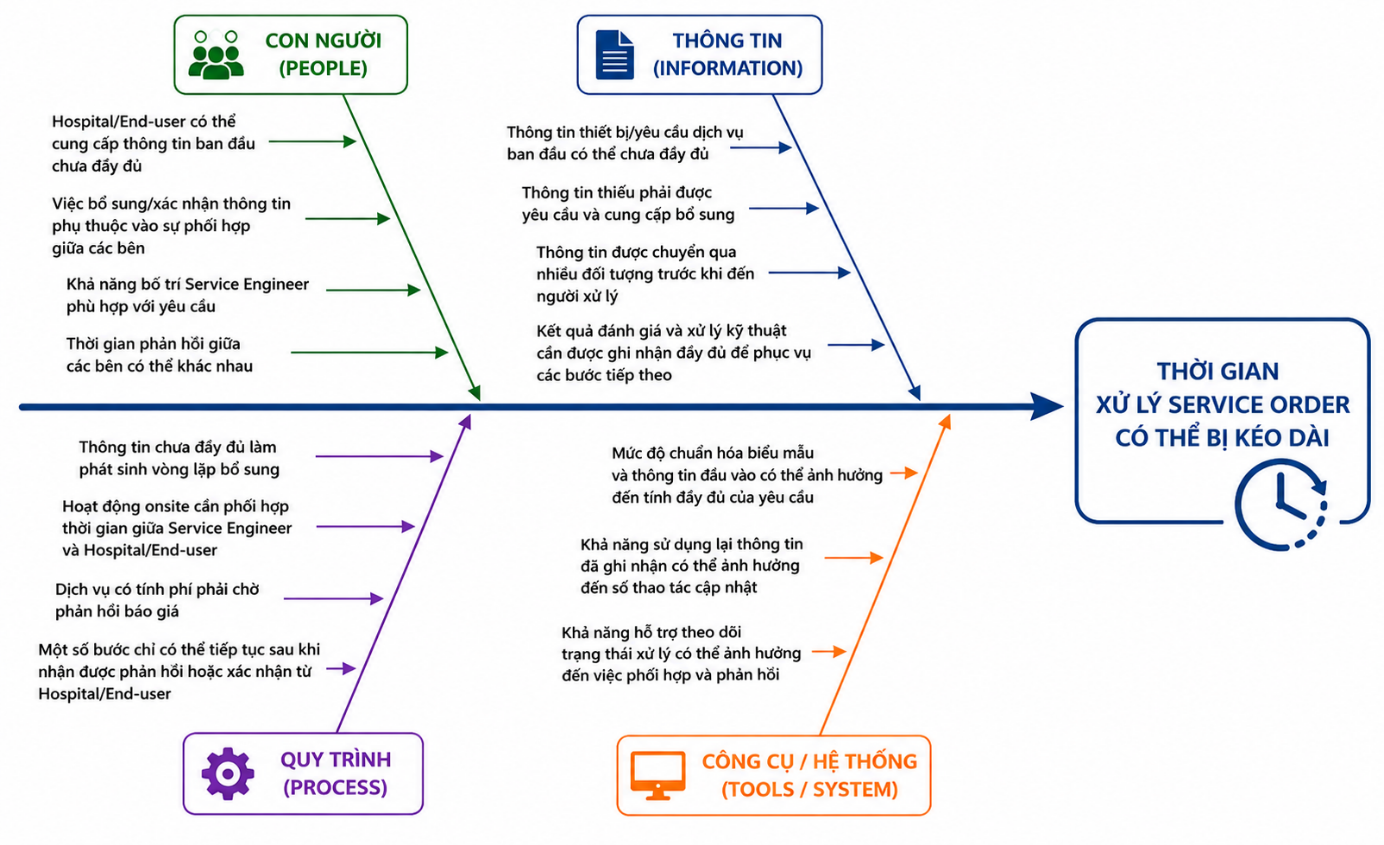 CON NGƯỜI
(PEOPLE)
Hospital/End-user có thể
cung cấp thông tin ban đầu
chưa đầy đủ
Việc bổ sung/xác nhận thông tin
phụ thuộc vào sự phối hợp
giữa các bên
Khả năng bố trí Service Engineer
phù hợp với yêu cầu
Thời gian phản hồi giữa
các bên có thể khác nhau
THÔNG TIN
(INFORMATION)
Thông tin thiết bị/yêu cầu dịch vụ
ban đầu có thể chưa đầy đủ
Thông tin thiếu phải được
yêu cầu và cung cấp bổ sung
Thông tin được chuyển qua
nhiều đối tượng trước khi đến
người xử lý
Kết quả đánh giá và xử lý kỹ thuật
cần được ghi nhận đầy đủ để phục vụ
các bước tiếp theo
THỜI GIAN
XỬ LÝ SERVICE ORDER
CÓ THỂ BỊ KÉO DÀI
Thông tin chưa đầy đủ làm
phát sinh vòng lặp bổ sung
Hoạt động onsite cần phối hợp
thời gian giữa Service Engineer
và Hospital/End-user
Dịch vụ có tính phí phải chờ
phản hồi báo giá
Một số bước chỉ có thể tiếp tục sau khi
nhận được phản hồi hoặc xác nhận từ
Hospital/End-user
QUY TRÌNH
(PROCESS)
Mức độ chuẩn hóa biểu mẫu
và thông tin đầu vào có thể ảnh hưởng
đến tính đầy đủ của yêu cầu
Khả năng sử dụng lại thông tin
đã ghi nhận có thể ảnh hưởng
đến số thao tác cập nhật
Khả năng hỗ trợ theo dõi
trạng thái xử lý có thể ảnh hưởng
đến việc phối hợp và phản hồi
CÔNG CỤ / HỆ THỐNG
(TOOLS / SYSTEM)